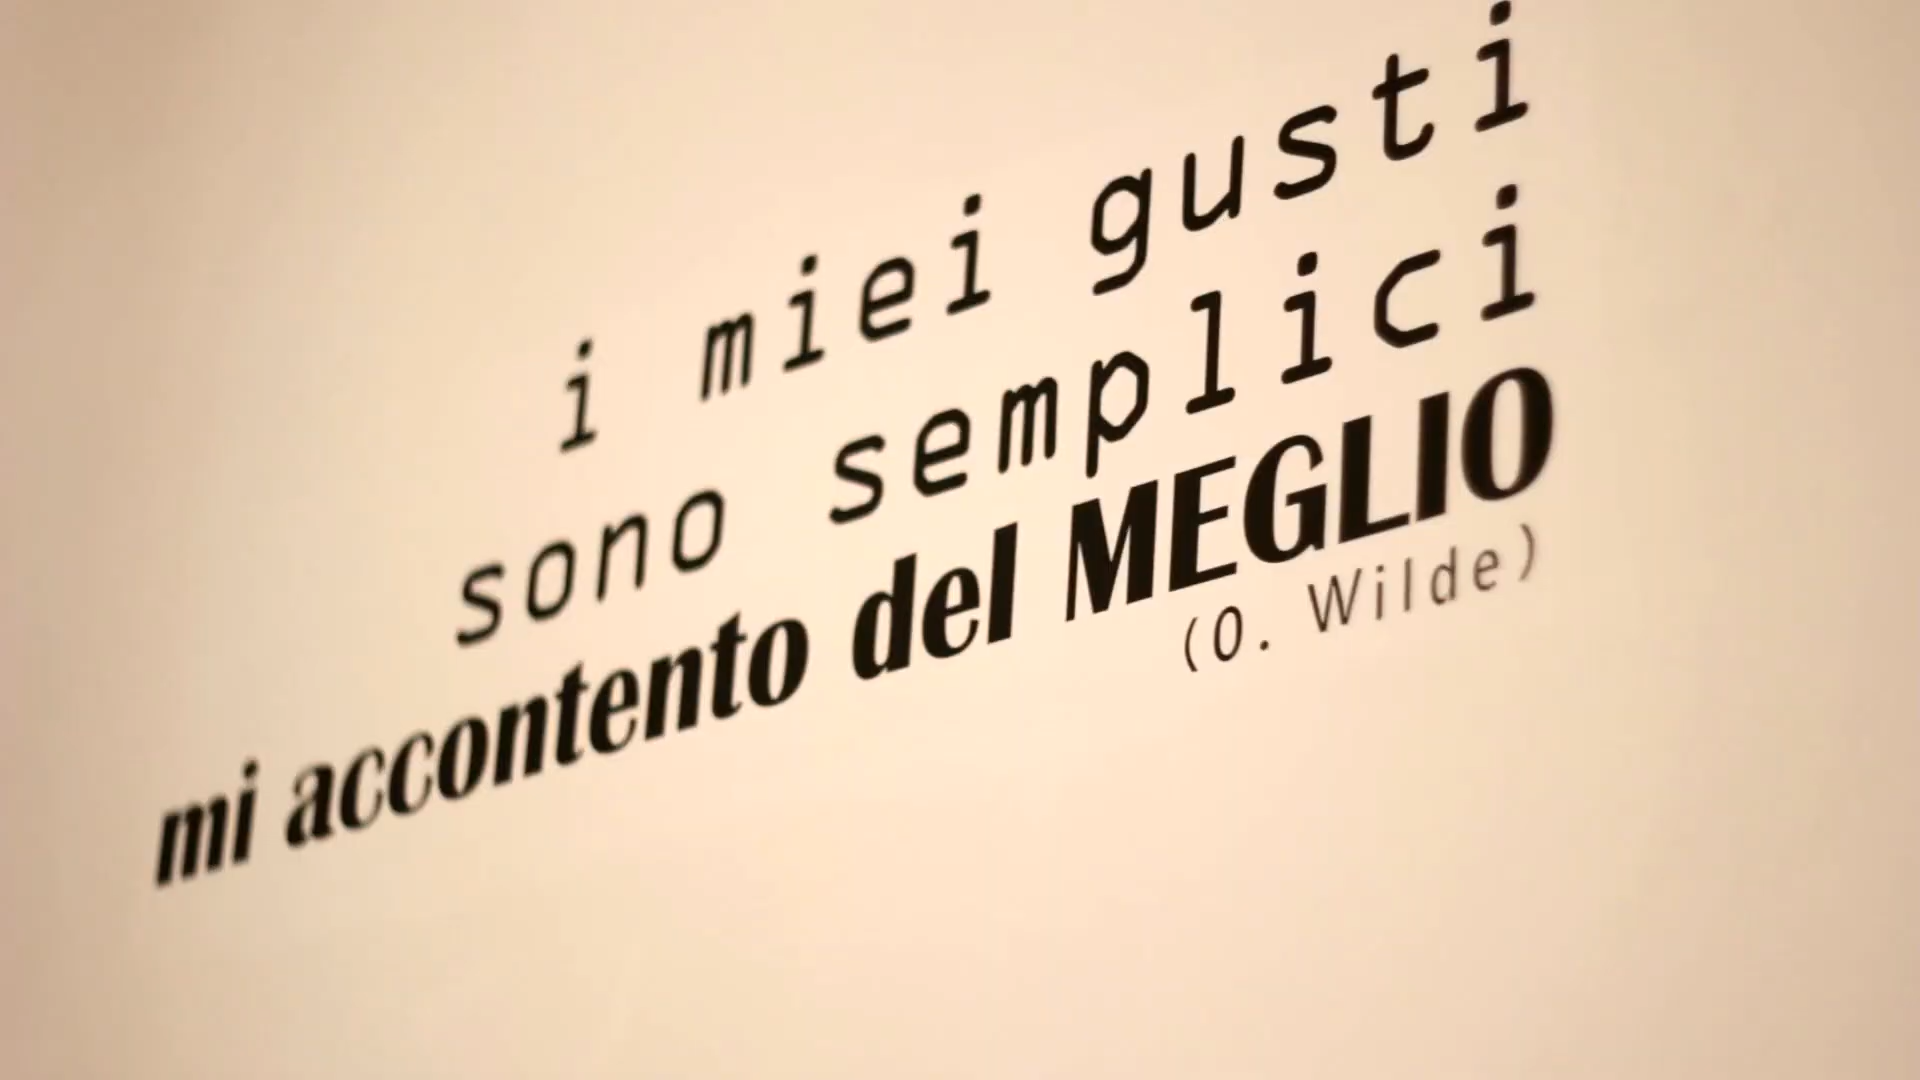 i miei gusti
sono semplici
mi accontento del MEGLIO
(O. Wilde)